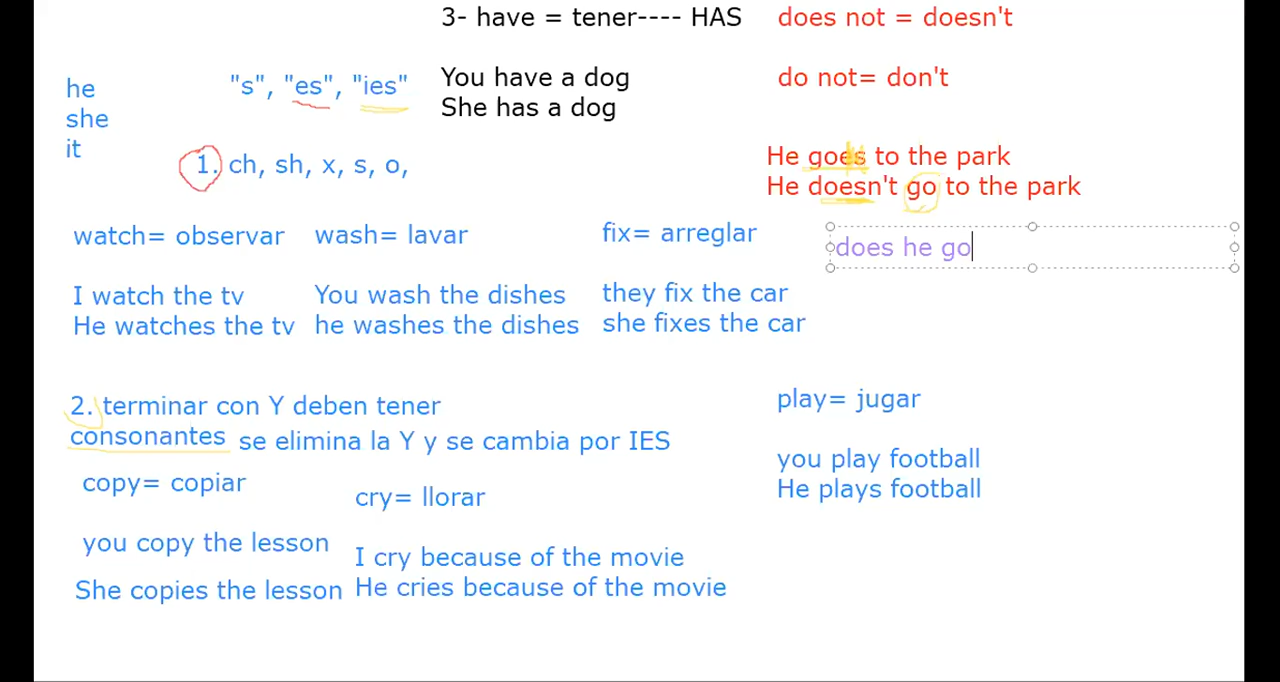 3- have = tener---- HAS
You have a dog
She has a dog
does not = doesn't
do not= don't
he
she
it
"s", "es", "ies"
1. ch, sh, x, s, o,
He goes to the park
He doesn't go to the park
does he go
watch= observar
I watch the tv
He watches the tv
wash= lavar
You wash the dishes
he washes the dishes
fix= arreglar
they fix the car
she fixes the car
2. terminar con Y deben tener
consonantes se elimina la Y y se cambia por IES
copy= copiar
you copy the lesson
She copies the lesson
cry= llorar
I cry because of the movie
He cries because of the movie
play= jugar
you play football
He plays football